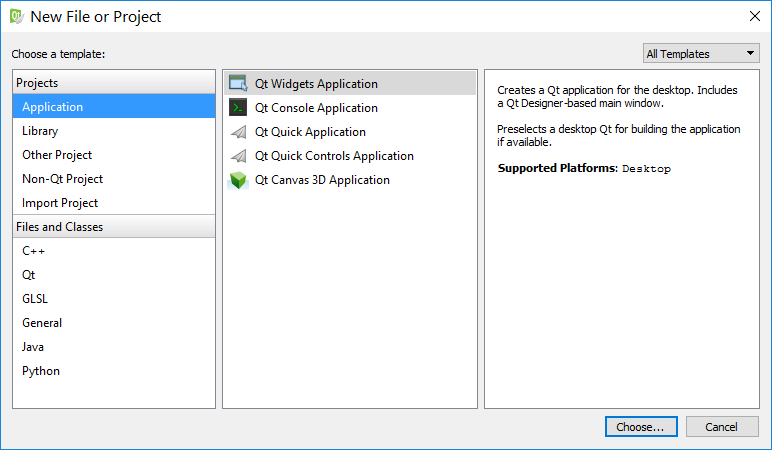 New File or Project
Choose a template:
All Templates
Projects
Application
Library
Other Project
Non-Qt Project
Import Project
Files and Classes
C++
Qt
GLSL
General
Java
Python
Qt Widgets Application
Qt Console Application
Qt Quick Application
Qt Quick Controls Application
Qt Canvas 3D Application
Creates a Qt application for the desktop. Includes
a Qt Designer-based main window.
Preselects a desktop Qt for building the application
if available.
Supported Platforms: Desktop
Choose...
Cancel